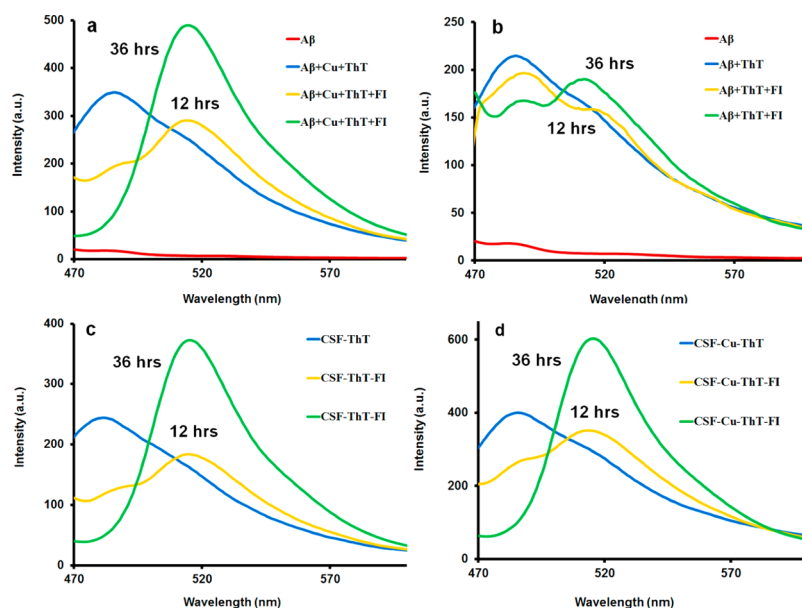 a
36 hrs
12 hrs
Aβ
Aβ+Cu+ThT
Aβ+Cu+ThT+FI
Aβ+Cu+ThT+FI
Intensity (a.u.)
500
400
300
200
100
0
470
520
570
Wavelength (nm)
b
36 hrs
12 hrs
Aβ
Aβ+ThT
Aβ+ThT+FI
Aβ+ThT+FI
Intensity (a.u.)
250
200
150
100
50
0
470
520
570
Wavelength (nm)
c
36 hrs
12 hrs
CSF-ThT
CSF-ThT-FI
CSF-ThT-FI
Intensity (a.u.)
400
300
200
100
0
470
520
570
Wavelength (nm)
d
36 hrs
12 hrs
CSF-Cu-ThT
CSF-Cu-ThT-FI
CSF-Cu-ThT-FI
Intensity (a.u.)
600
400
200
0
470
520
570
Wavelength (nm)